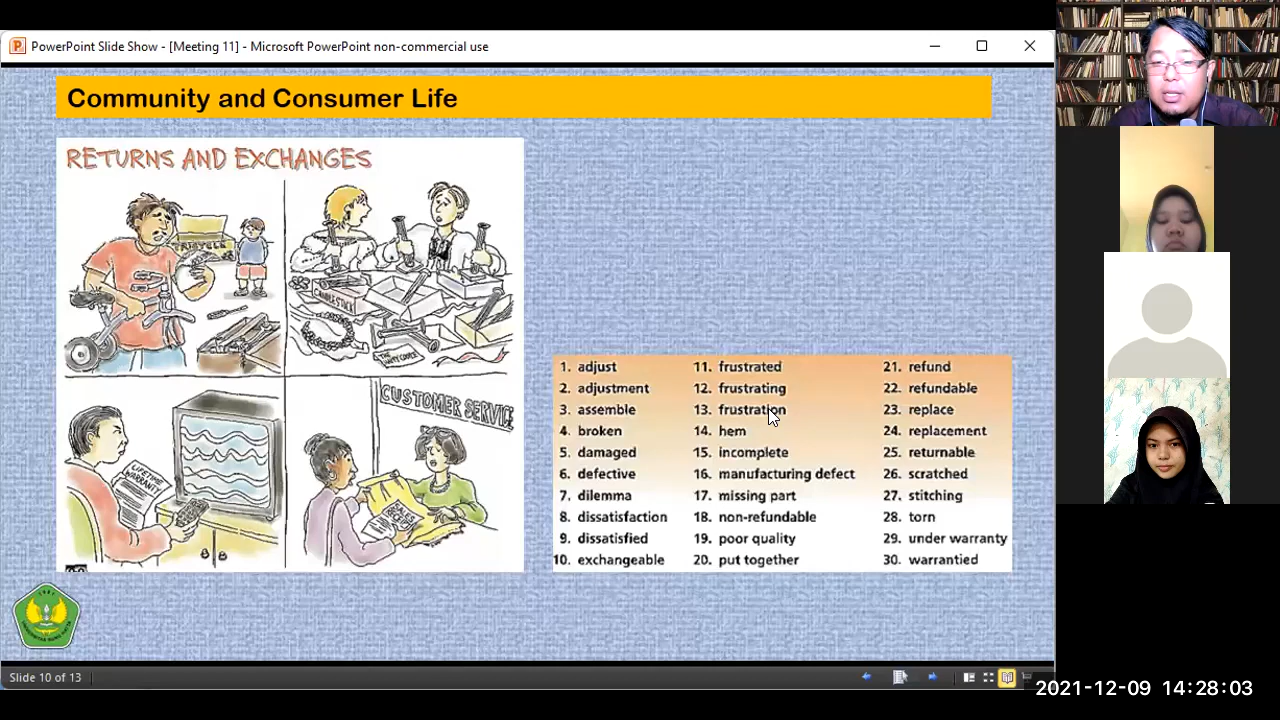 PowerPoint Slide Show - [Meeting 11] - Microsoft PowerPoint non-commercial use
Community and Consumer Life
RETURNS AND EXCHANGES
TRICYCLE
CANDLESTICK
LIFETIME
WARRANTY
CUSTOMER SERVICE
SALES
RECEIPT
1. adjust
2. adjustment
3. assemble
4. broken
5. damaged
6. defective
7. dilemma
8. dissatisfaction
9. dissatisfied
10. exchangeable
11. frustrated
12. frustrating
13. frustration
14. hem
15. incomplete
16. manufacturing defect
17. missing part
18. non-refundable
19. poor quality
20. put together
21. refund
22. refundable
23. replace
24. replacement
25. returnable
26. scratched
27. stitching
28. torn
29. under warranty
30. warrantied
Slide 10 of 13
2021-12-09 14:28:03